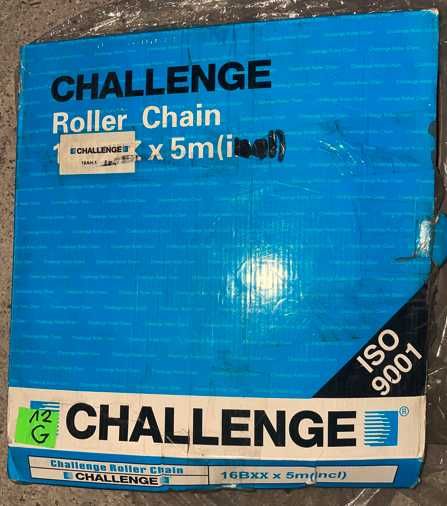 CHALLENGE
Roller Chain
x 5m(i
CHALLENGE
ISO
9001
12
G
CHALLENGE®
Challenge Roller Chain
CHALLENGE
16BXX x 5m(incl)